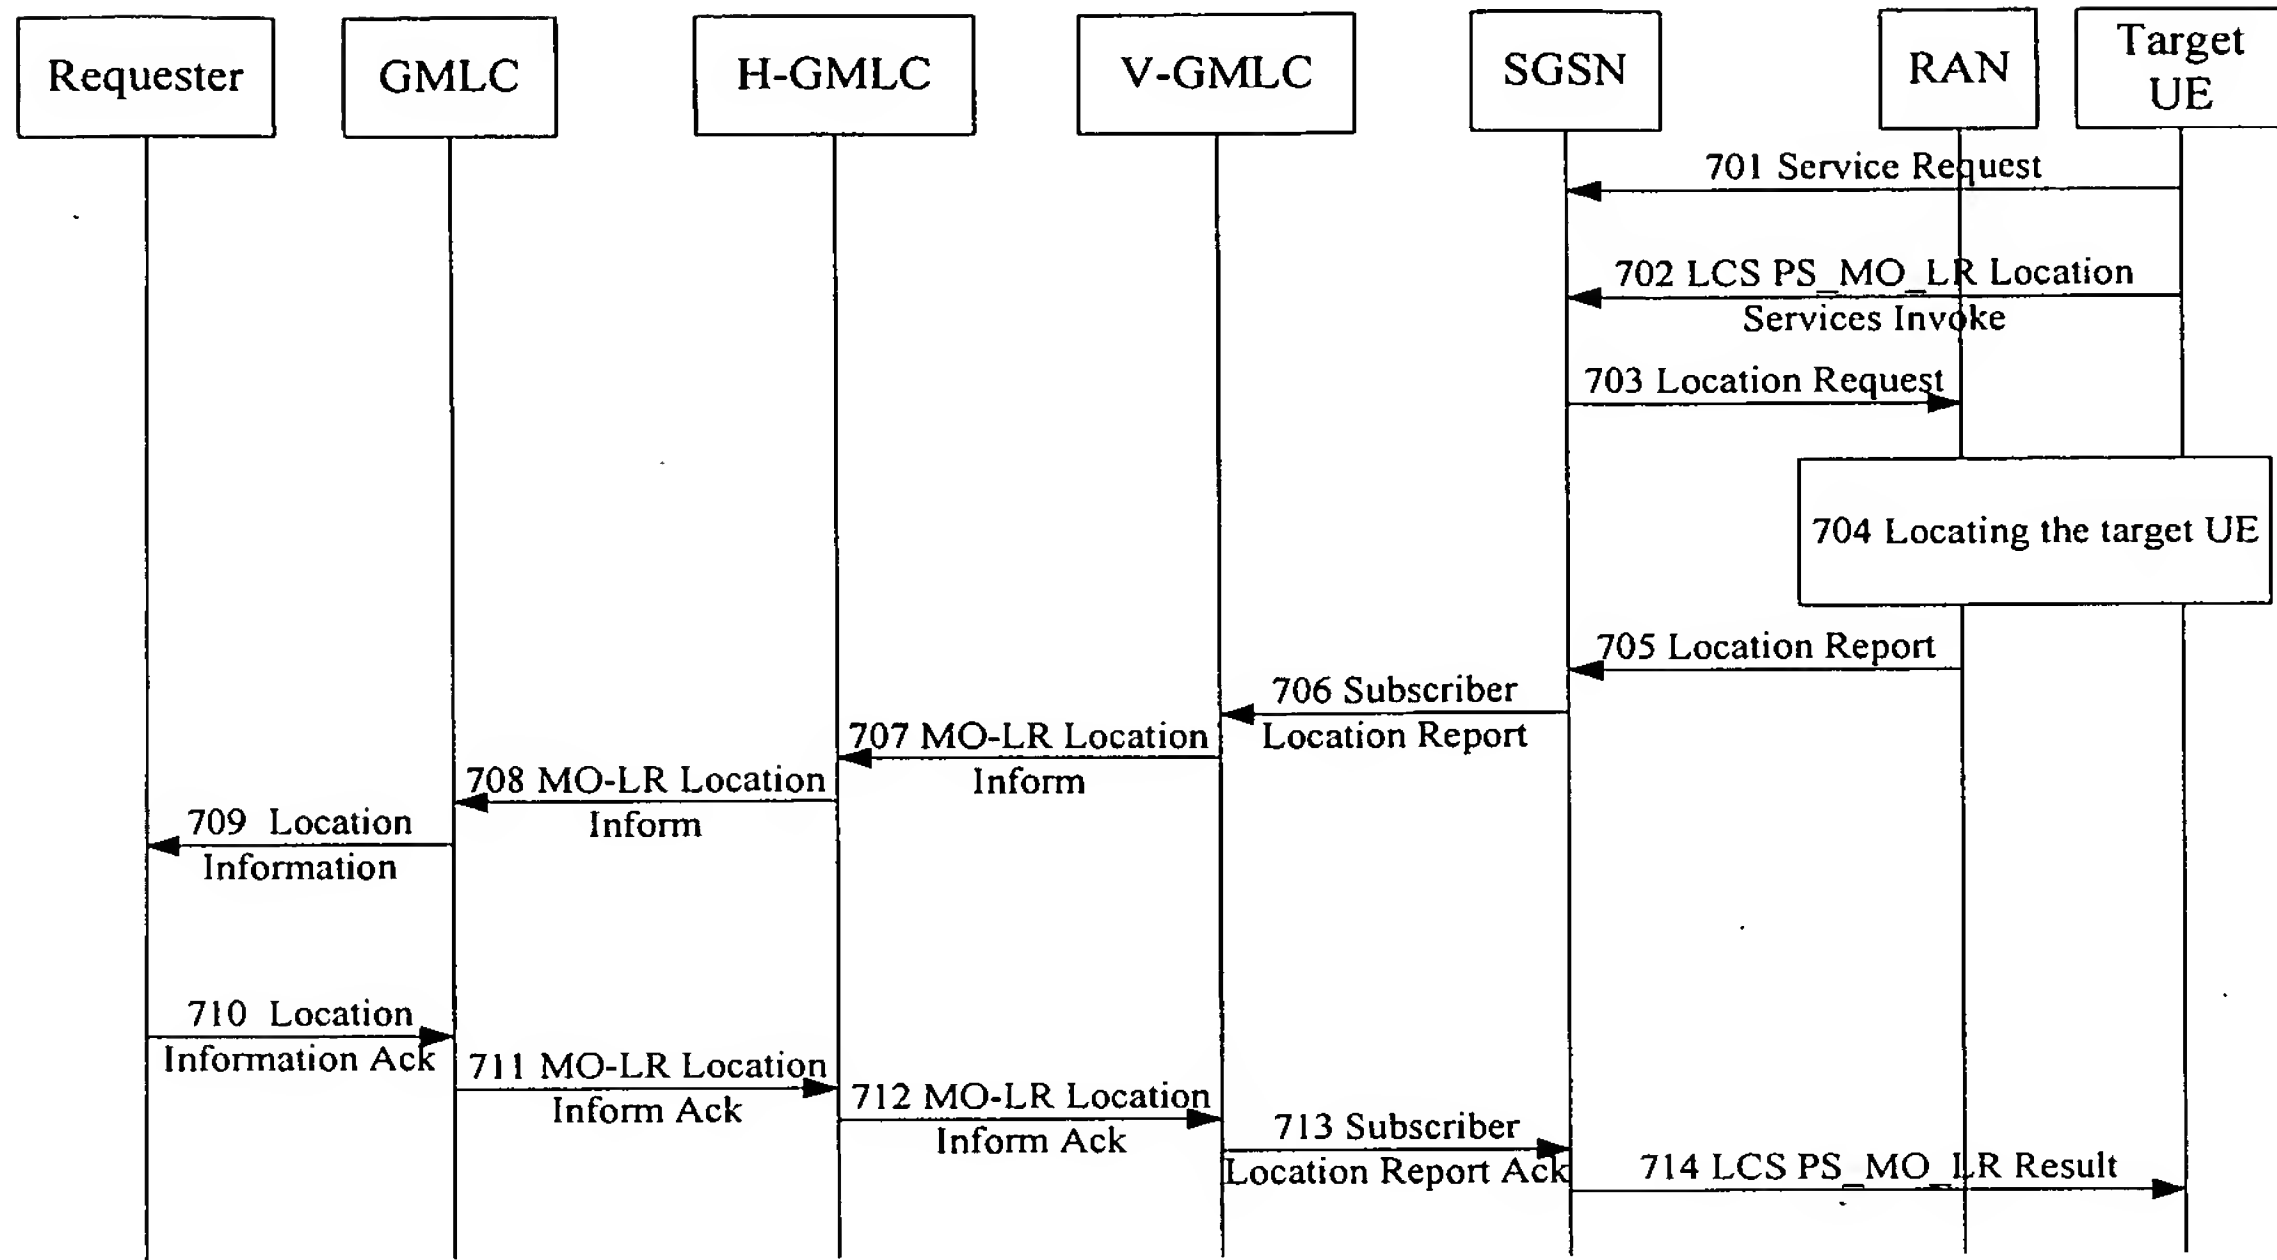 Requester
GMLC
H-GMLC
V-GMLC
SGSN
RAN
Target
UE
701 Service Request
702 LCS PS_MO_LR Location
Services Invoke
703 Location Request
704 Locating the target UE
705 Location Report
706 Subscriber
Location Report
707 MO-LR Location
Inform
708 MO-LR Location
Inform
709 Location
Information
710 Location
Information Ack
711 MO-LR Location
Inform Ack
712 MO-LR Location
Inform Ack
713 Subscriber
Location Report Ack
714 LCS PS_MO_LR Result